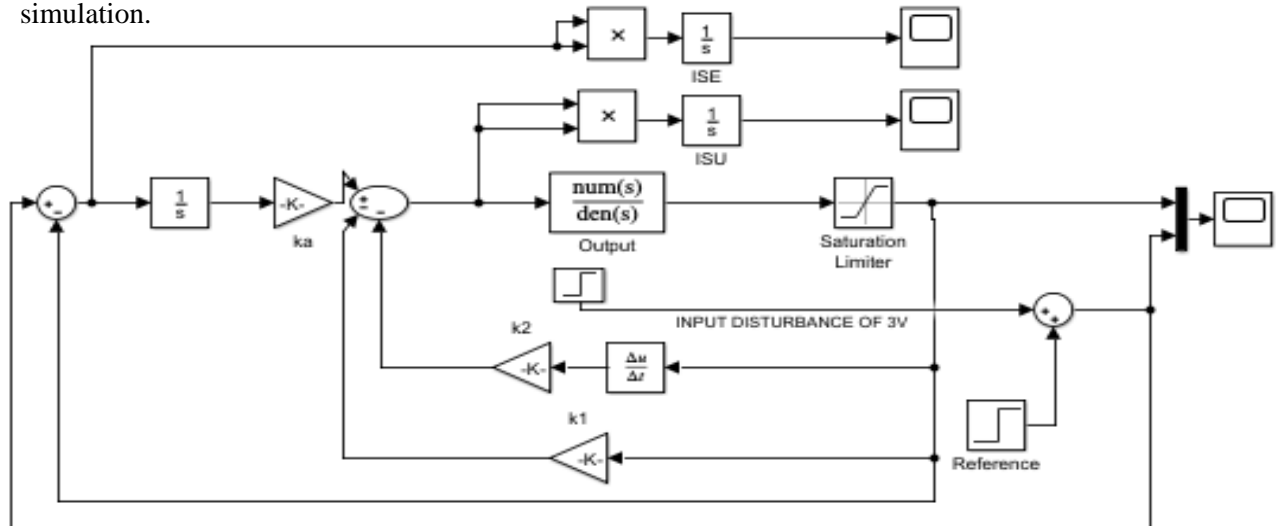 simulation.
×
1
s
ISE
×
1
s
ISU
+
-
1
s
-K-
ka
±
-
num(s)
den(s)
Output
Saturation
Limiter
INPUT DISTURBANCE OF 3V
+
+
k2
-K-
Δu
Δt
k1
-K-
Reference